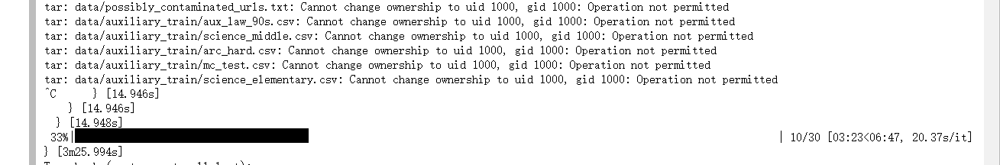 tar: data/possibly_contaminated_urls.txt: Cannot change ownership to uid 1000, gid 1000: Operation not permitted
tar: data/auxiliary_train/aux_law_90s.csv: Cannot change ownership to uid 1000, gid 1000: Operation not permitted
tar: data/auxiliary_train/science_middle.csv: Cannot change ownership to uid 1000, gid 1000: Operation not permitted
tar: data/auxiliary_train/arc_hard.csv: Cannot change ownership to uid 1000, gid 1000: Operation not permitted
tar: data/auxiliary_train/mc_test.csv: Cannot change ownership to uid 1000, gid 1000: Operation not permitted
tar: data/auxiliary_train/science_elementary.csv: Cannot change ownership to uid 1000, gid 1000: Operation not permitted
^C      } [14.946s]
    } [14.946s]
  } [14.948s]
 33%| | 10/30 [03:23<06:47, 20.37s/it]
} [3m25.994s]